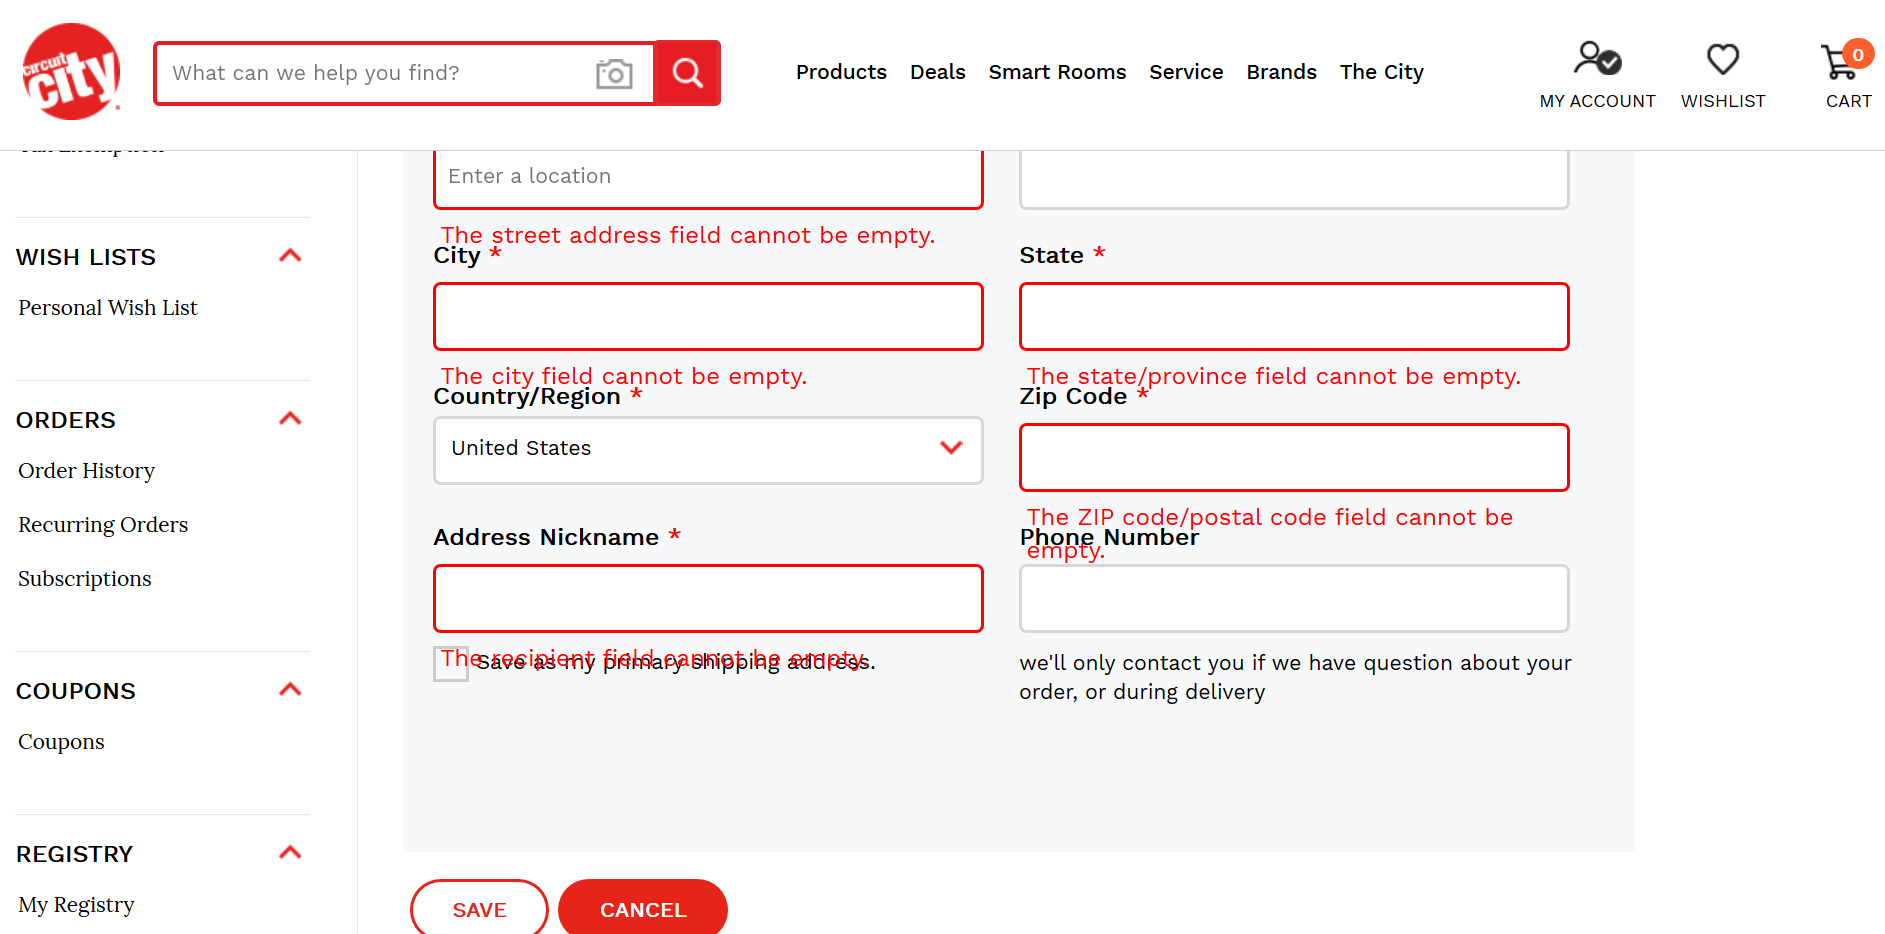 circuit
city
What can we help you find?
Products Deals Smart Rooms Service Brands The City
MY ACCOUNT WISHLIST 0 CART
WISH LISTS
Personal Wish List
ORDERS
Order History
Recurring Orders
Subscriptions
COUPONS
Coupons
REGISTRY
My Registry
Enter a location
The street address field cannot be empty.
City * State *
The city field cannot be empty. The state/province field cannot be empty.
Country/Region * Zip Code *
United States
The ZIP code/postal code field cannot be
empty.
Address Nickname * Phone Number
The recipient field cannot be empty.
Save as my primary shipping address.
we'll only contact you if we have question about your
order, or during delivery
SAVE CANCEL